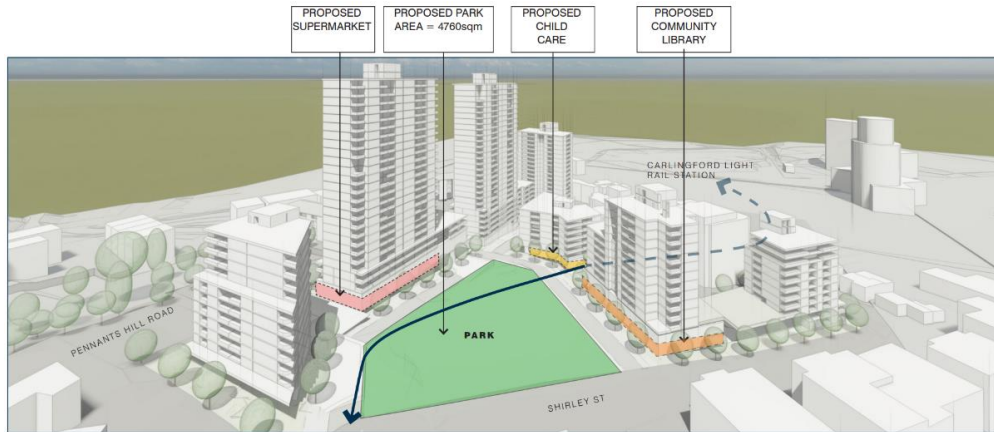 PROPOSED
SUPERMARKET
PROPOSED PARK
AREA = 4760sqm
PROPOSED
CHILD
CARE
PROPOSED
COMMUNITY
LIBRARY
CARLINGFORD LIGHT
RAIL STATION
PENNANTS HILL ROAD
PARK
SHIRLEY ST